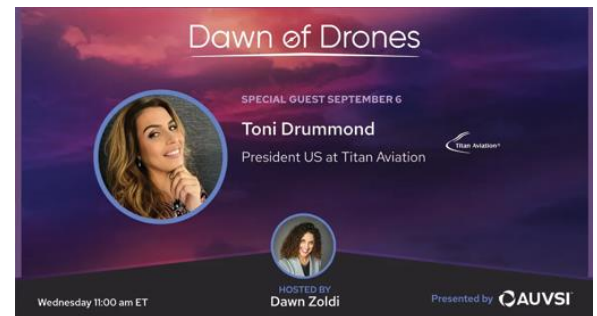 Dawn of Drones
SPECIAL GUEST SEPTEMBER 6
Toni Drummond
President US at Titan Aviation
Titan Aviation
HOSTED BY
Dawn Zoldi
Wednesday 11:00 am ET
Presented by AUVSI